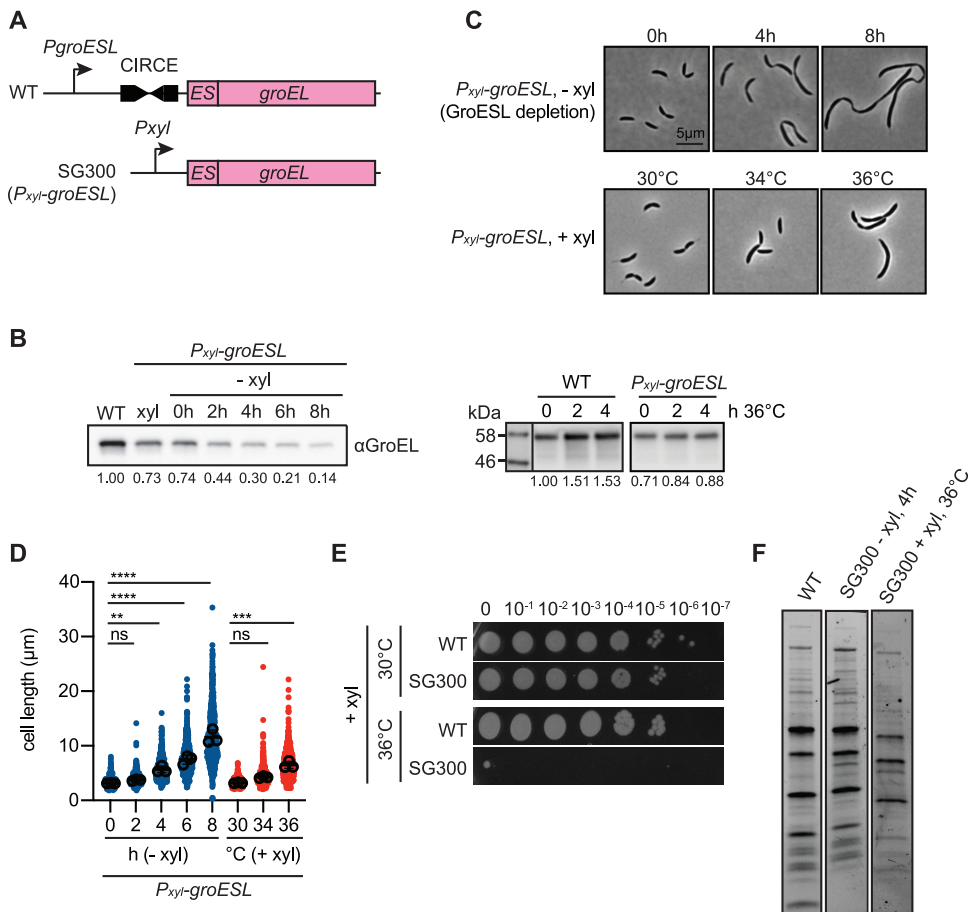 A
PgroESL
CIRCE
WT
ES groEL
Pxyl
SG300
(Pxyl-groESL)
ES groEL
B
Pxyl-groESL
- xyl
WT xyl 0h 2h 4h 6h 8h
αGroEL
1.00 0.73 0.74 0.44 0.30 0.21 0.14
WT Pxyl-groESL
kDa 0 2 4 0 2 4 h 36°C
58
46
1.00 1.51 1.53 0.71 0.84 0.88
C
0h 4h 8h
Pxyl-groESL, - xyl
(GroESL depletion)
5µm
30°C 34°C 36°C
Pxyl-groESL, + xyl
D
cell length (µm)
40
30
20
10
0
****
****
**
ns
***
ns
0 2 4 6 8 30 34 36
h (- xyl) °C (+ xyl)
Pxyl-groESL
E
0 10-1 10-2 10-3 10-4 10-5 10-6 10-7
+ xyl
30°C
WT
SG300
36°C
WT
SG300
F
WT
SG300 - xyl, 4h
SG300 + xyl, 36°C